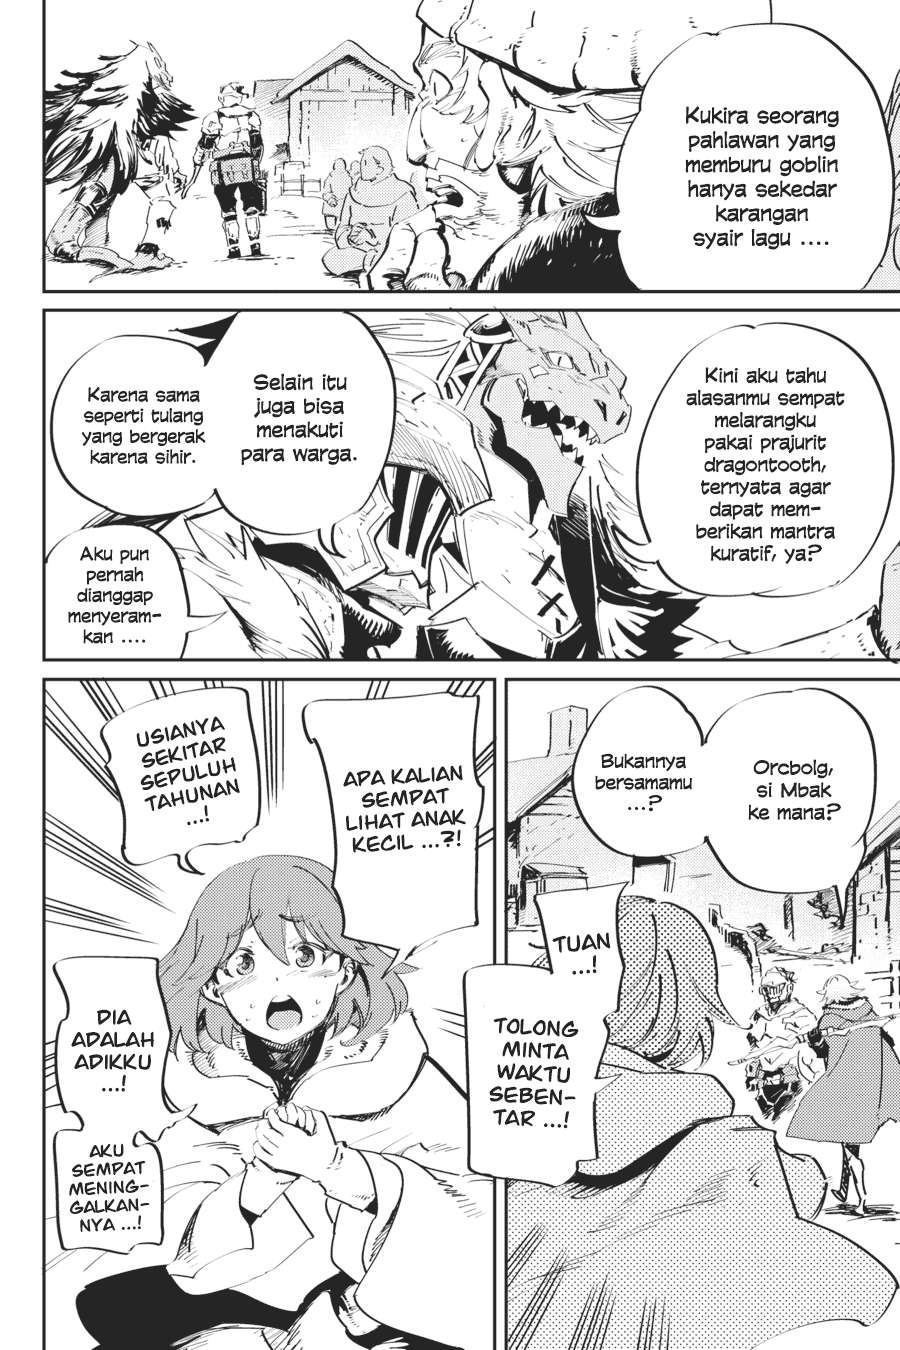 Kukira seorang
pahlawan yang
memburu goblin
hanya sekedar
karangan
syair lagu ....
Kini aku tahu
alasanmu sempat
melarangku
pakai prajurit
dragontooth,
ternyata agar
dapat mem-
berikan mantra
kuratif, ya?
Selain itu
juga bisa
menakuti
para warga.
Karena sama
seperti tulang
yang bergerak
karena sihir.
Aku pun
pernah
dianggap
menyeram-
kan ....
Orcbolg,
si Mbak
ke mana?
Bukannya
bersamamu
...?
TUAN
...!
TOLONG
MINTA
WAKTU
SEBEN-
TAR ...!
APA KALIAN
SEMPAT
LIHAT ANAK
KECIL ...?!
USIANYA
SEKITAR
SEPULUH
TAHUNAN
...!
DIA
ADALAH
ADIKKU
...!
AKU
SEMPAT
MENING-
GALKAN-
NYA ...!